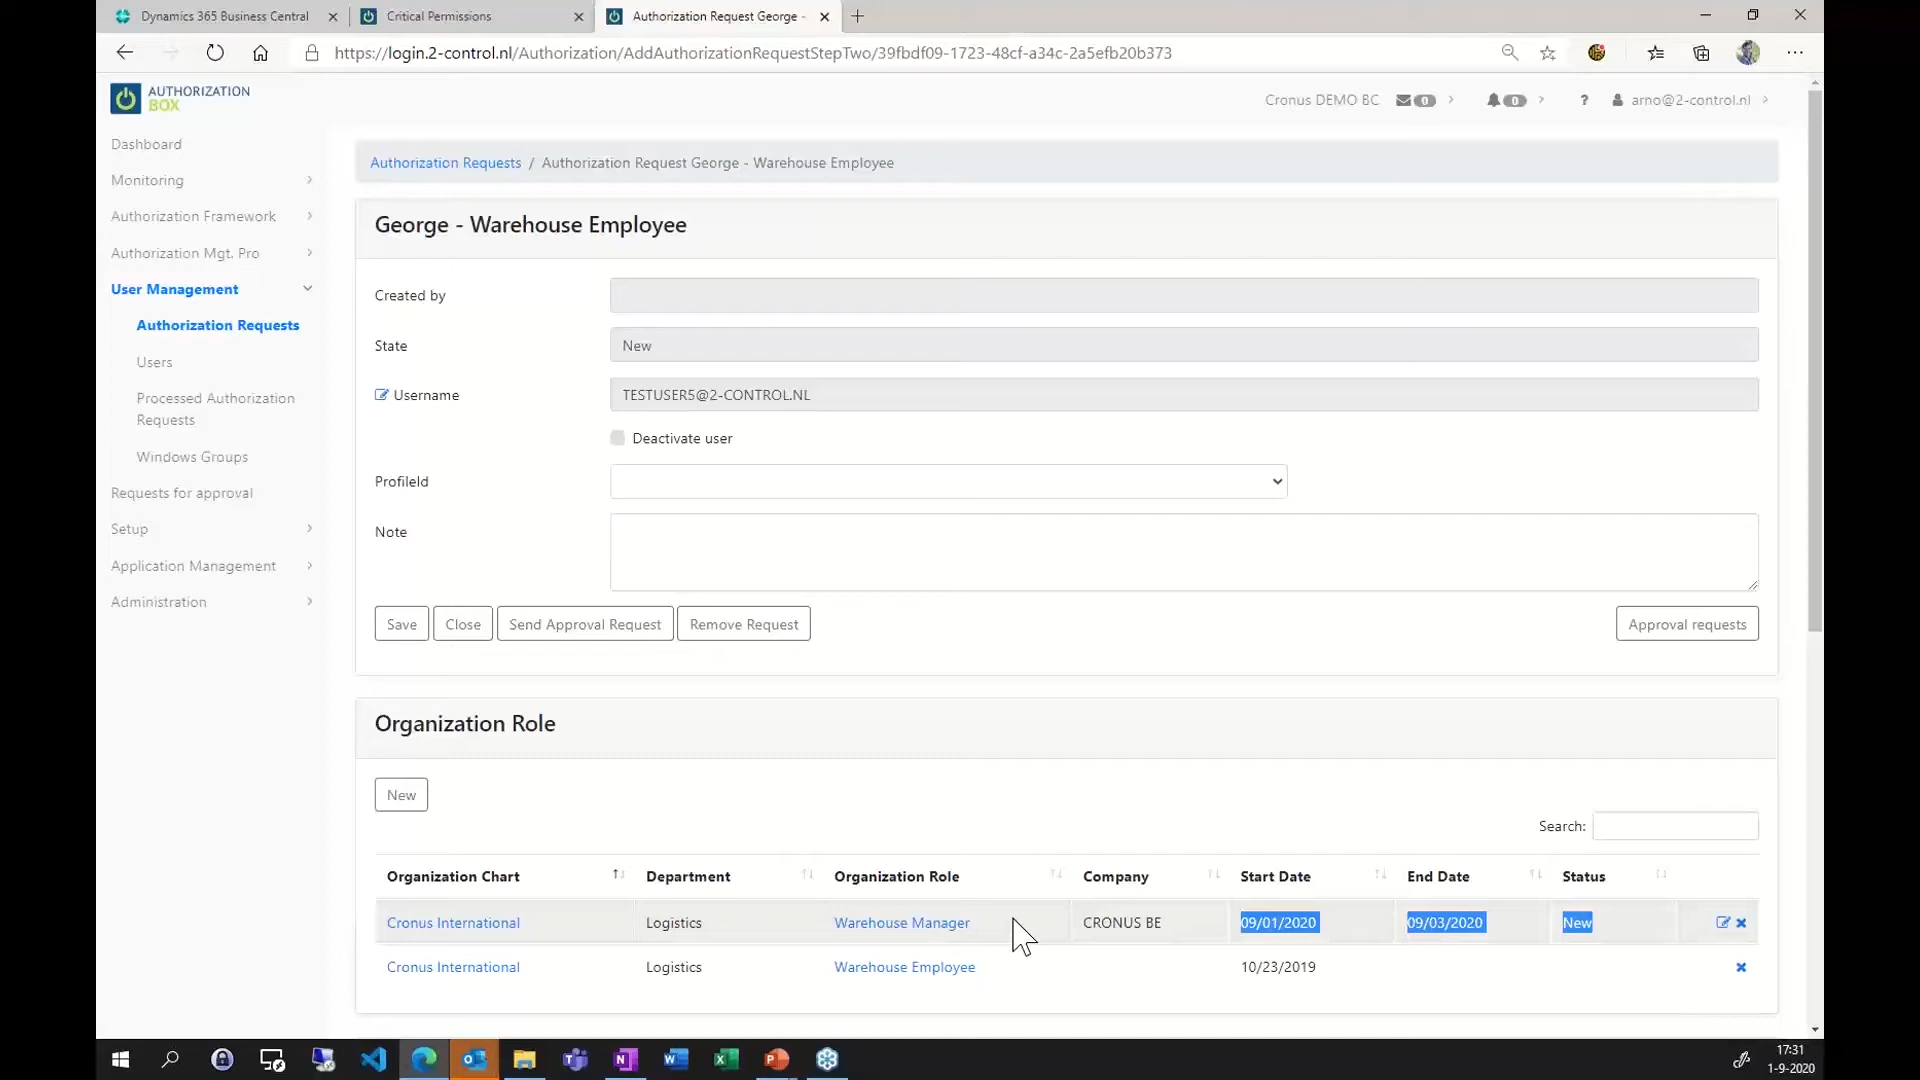 Dynamics 365 Business Central
Critical Permissions
Authorization Request George -
https://login.2-control.nl/Authorization/AddAuthorizationRequestStepTwo/39fbdf09-1723-48cf-a34c-2a5efb20b373
AUTHORIZATION
BOX
Cronus DEMO BC
0
0
?
arno@2-control.nl
Dashboard
Monitoring
Authorization Framework
Authorization Mgt. Pro
User Management
Authorization Requests
Users
Processed Authorization
Requests
Windows Groups
Requests for approval
Setup
Application Management
Administration
Authorization Requests / Authorization Request George - Warehouse Employee
George - Warehouse Employee
Created by
State New
Username TESTUSER5@2-CONTROL.NL
Deactivate user
ProfileId
Note
Save Close Send Approval Request Remove Request Approval requests
Organization Role
New
Search:
Organization Chart Department Organization Role Company Start Date End Date Status
Cronus International Logistics Warehouse Manager CRONUS BE 09/01/2020 09/03/2020 New
Cronus International Logistics Warehouse Employee 10/23/2019
17:31
1-9-2020